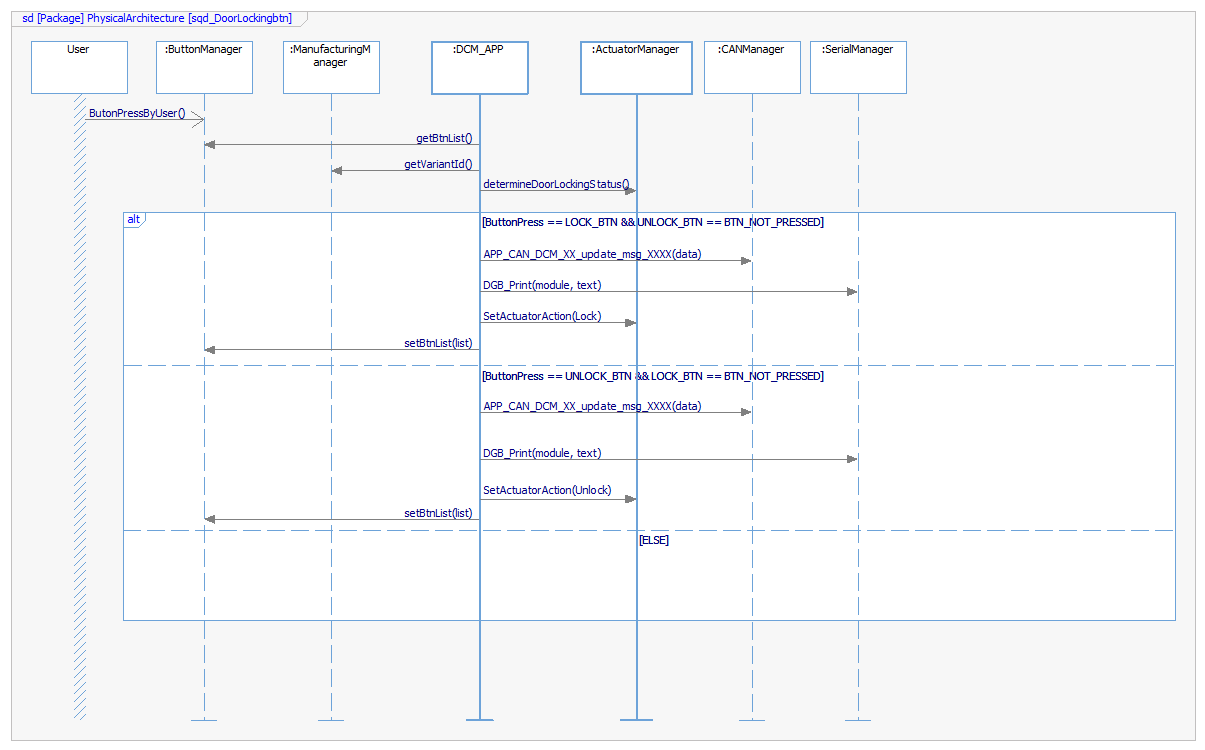 sd [Package] PhysicalArchitecture [sqd_DoorLockingbtn]
User
:ButtonManager
:ManufacturingM
anager
:DCM_APP
:ActuatorManager
:CANManager
:SerialManager
ButonPressByUser()
getBtnList()
getVariantId()
determineDoorLockingStatus()
alt
[ButtonPress == LOCK_BTN && UNLOCK_BTN == BTN_NOT_PRESSED]
APP_CAN_DCM_XX_update_msg_XXXX(data)
DGB_Print(module, text)
SetActuatorAction(Lock)
setBtnList(list)
[ButtonPress == UNLOCK_BTN && LOCK_BTN == BTN_NOT_PRESSED]
APP_CAN_DCM_XX_update_msg_XXXX(data)
DGB_Print(module, text)
SetActuatorAction(Unlock)
setBtnList(list)
[ELSE]